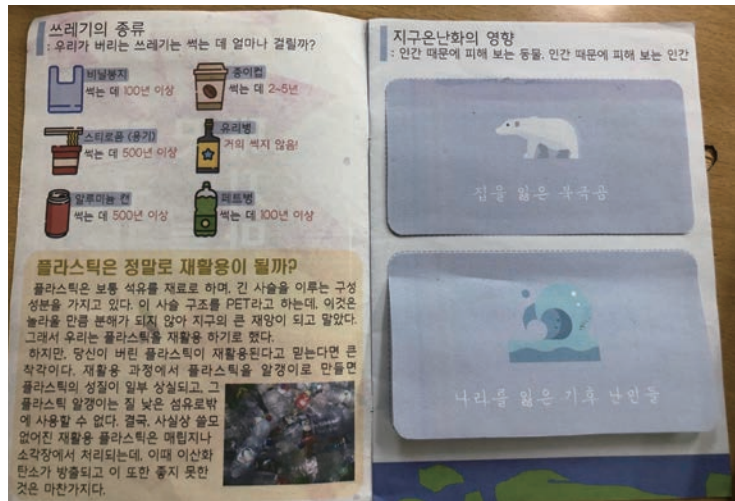 쓰레기의 종류
: 우리가 버리는 쓰레기는 썩는 데 얼마나 걸릴까?
비닐봉지
썩는 데 100년 이상
종이컵
썩는 데 2~5년
스티로폼 (용기)
썩는 데 500년 이상
유리병
거의 썩지 않음!
알루미늄 캔
썩는 데 500년 이상
페트병
썩는 데 100년 이상
플라스틱은 정말로 재활용이 될까?
플라스틱은 보통 석유를 재료로 하며, 긴 사슬을 이루는 구성
성분을 가지고 있다. 이 사슬 구조를 PET라고 하는데, 이것은
놀라울 만큼 분해가 되지 않아 지구의 큰 재앙이 되고 말았다.
그래서 우리는 플라스틱을 재활용 하기로 했다.
하지만, 당신이 버린 플라스틱이 재활용된다고 믿는다면 큰
착각이다. 재활용 과정에서 플라스틱을 알갱이로 만들면
플라스틱의 성질이 일부 상실되고, 그
플라스틱 알갱이는 질 낮은 섬유로밖
에 사용할 수 없다. 결국, 사실상 쓸모
없어진 재활용 플라스틱은 매립지나
소각장에서 처리되는데, 이때 이산화
탄소가 방출되고 이 또한 좋지 못한
것은 마찬가지다.
지구온난화의 영향
: 인간 때문에 피해 보는 동물, 인간 때문에 피해 보는 인간
집을 잃은 북극곰
나라를 잃은 기후 난민들